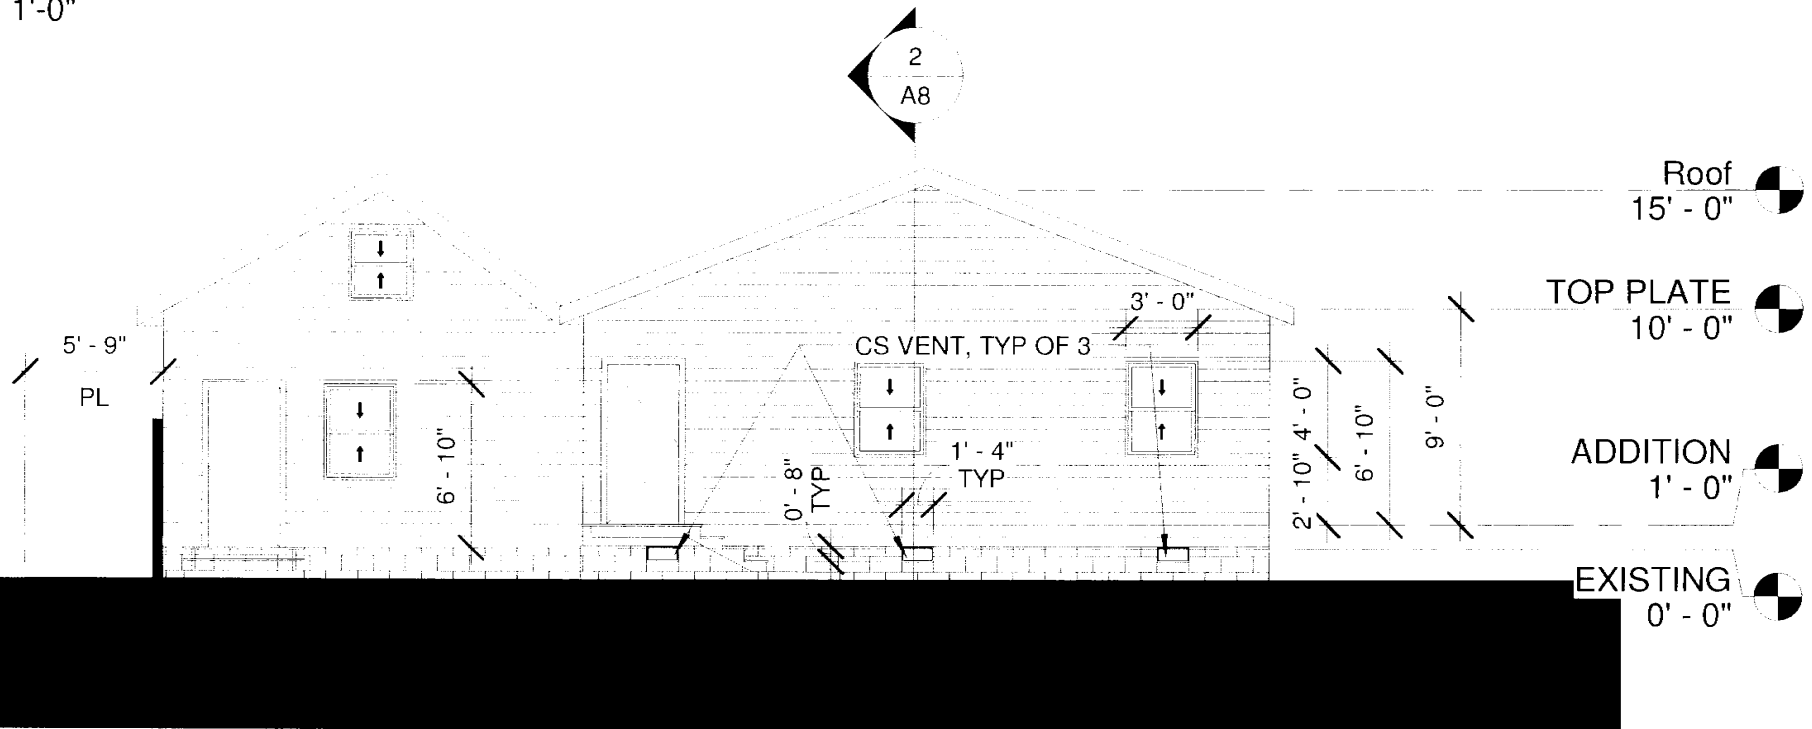 1'-0"
2
A8
Roof
15' - 0"
TOP PLATE
10' - 0"
3' - 0"
5' - 9"
PL
CS VENT, TYP OF 3
6' - 10"
0' - 8"
TYP
1' - 4"
TYP
4' - 0"
2' - 10"
6' - 10"
9' - 0"
ADDITION
1' - 0"
EXISTING
0' - 0"